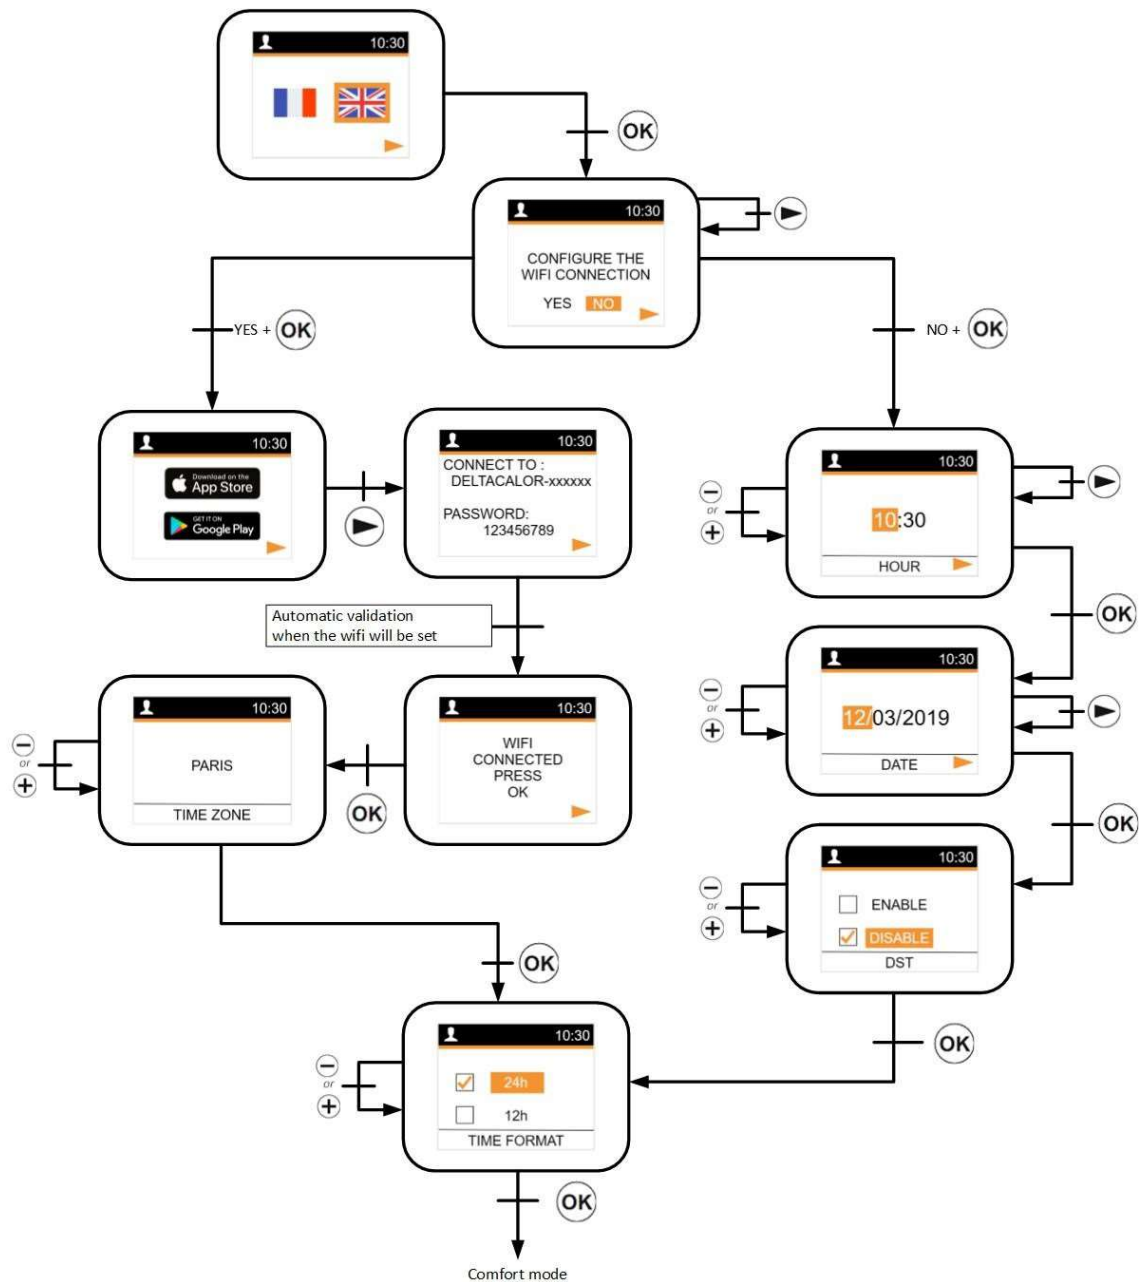 10:30
OK
10:30
CONFIGURE THE
WIFI CONNECTION
YES NO
YES + OK
NO + OK
10:30
Download on the
App Store
GET IT ON
Google Play
10:30
CONNECT TO :
DELTACALOR-xxxxxx
PASSWORD:
123456789
10:30
10:30
HOUR
or
OK
Automatic validation
when the wifi will be set
10:30
PARIS
TIME ZONE
or
10:30
WIFI
CONNECTED
PRESS
OK
OK
10:30
12/03/2019
DATE
or
OK
10:30
ENABLE
DISABLE
DST
or
OK
OK
10:30
24h
12h
TIME FORMAT
or
OK
Comfort mode